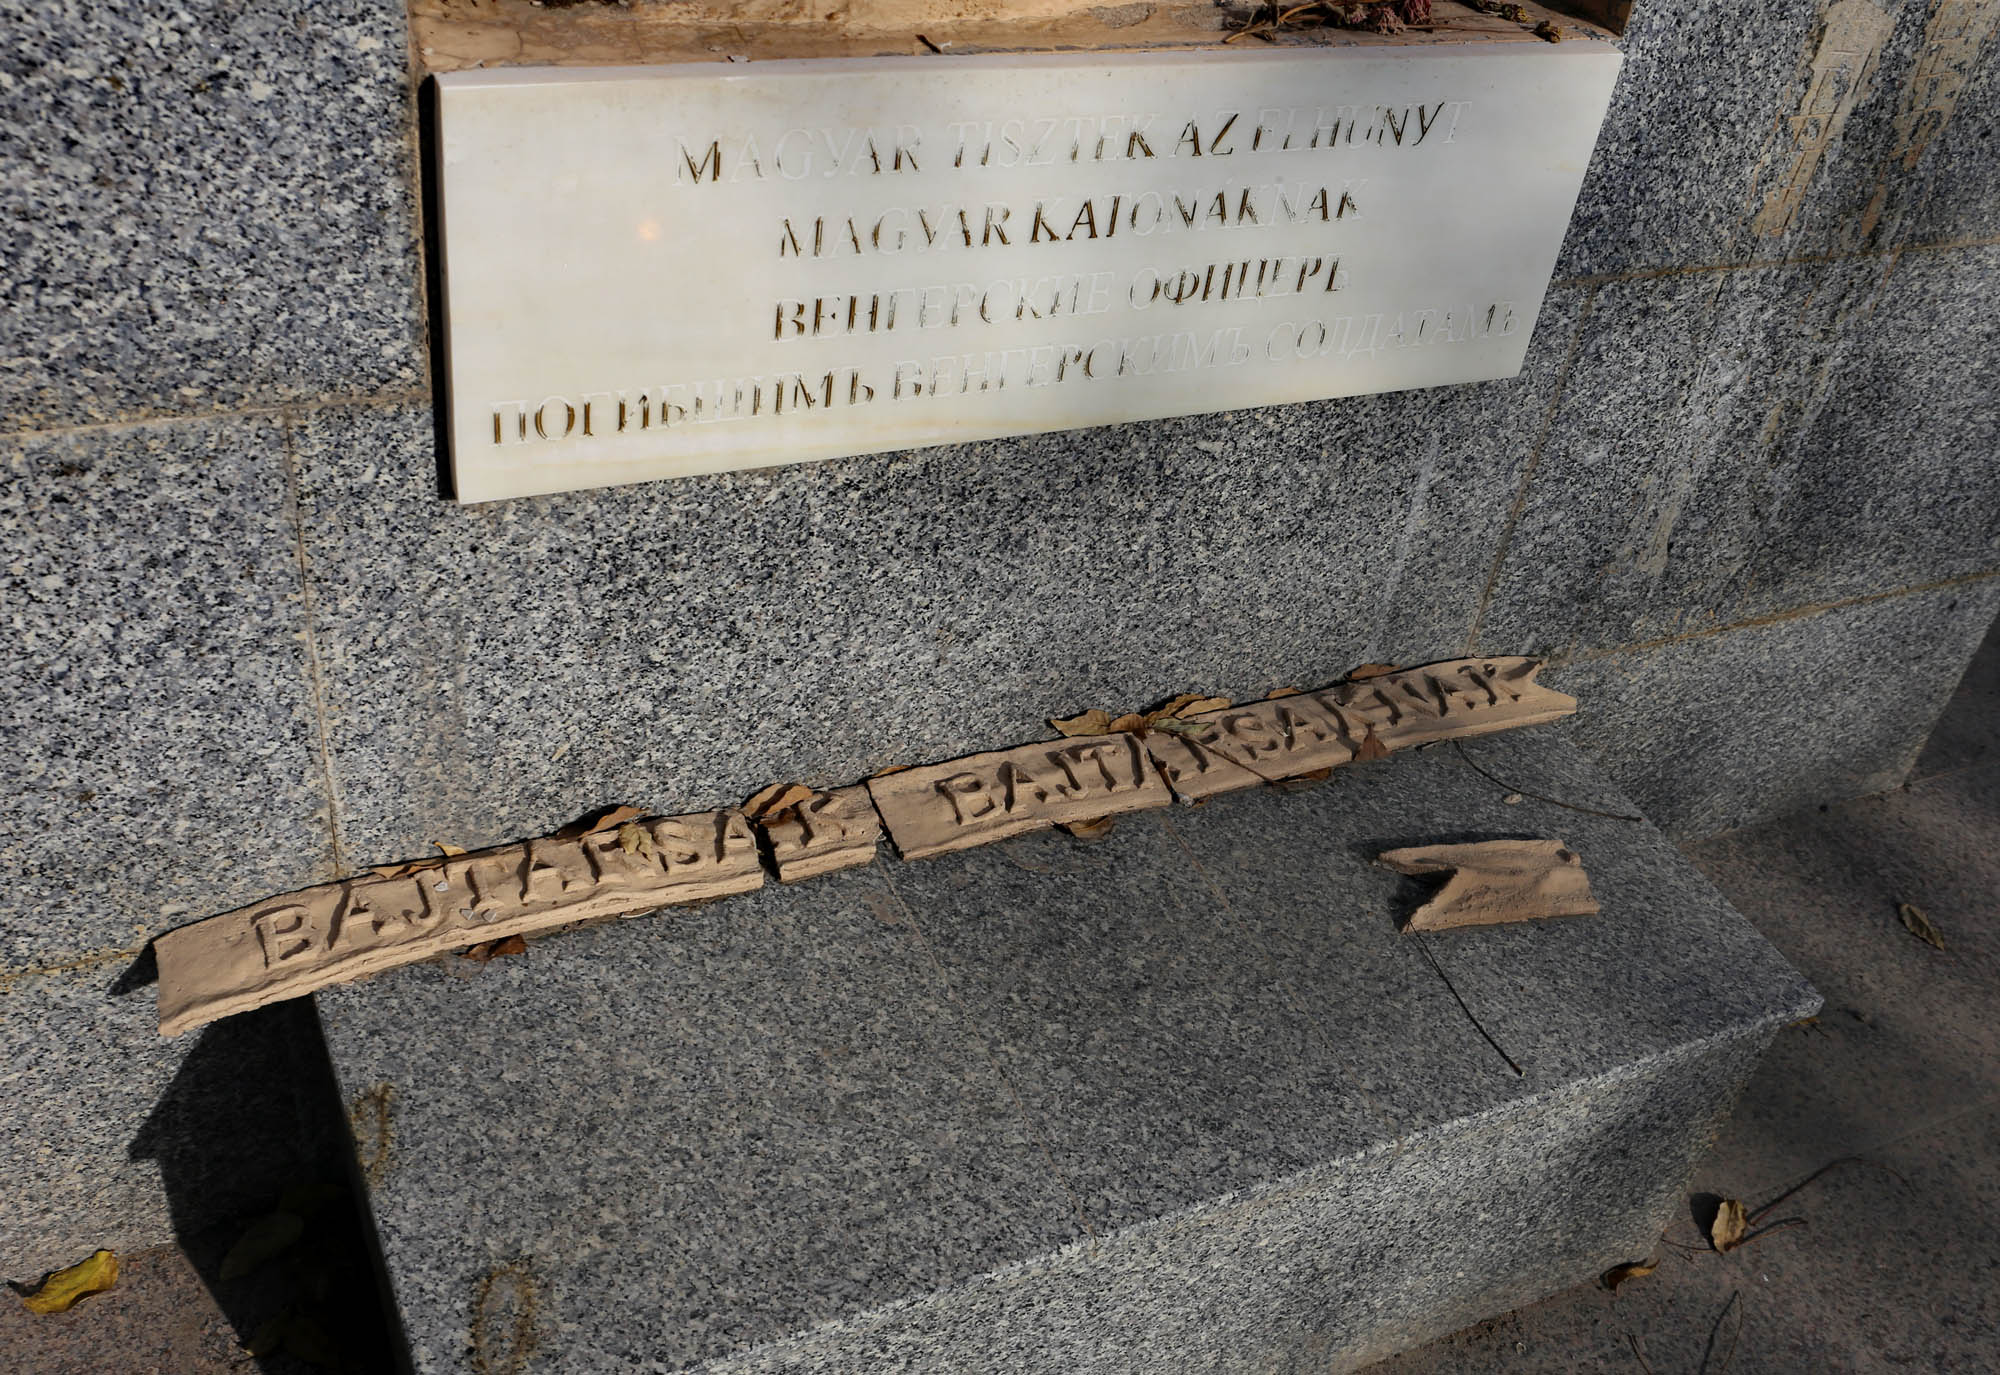 MAGYAR TISZTEK AZ ELHUNYT
MAGYAR KATONÁKNAK
ВЕНГЕРСКИЕ ОФИЦЕРЪ
ПОГИБШИМЪ ВЕНГЕРСКИМЪ СОЛДАТАМЪ
BAJTÁRSAK BAJTÁRSAKNAK